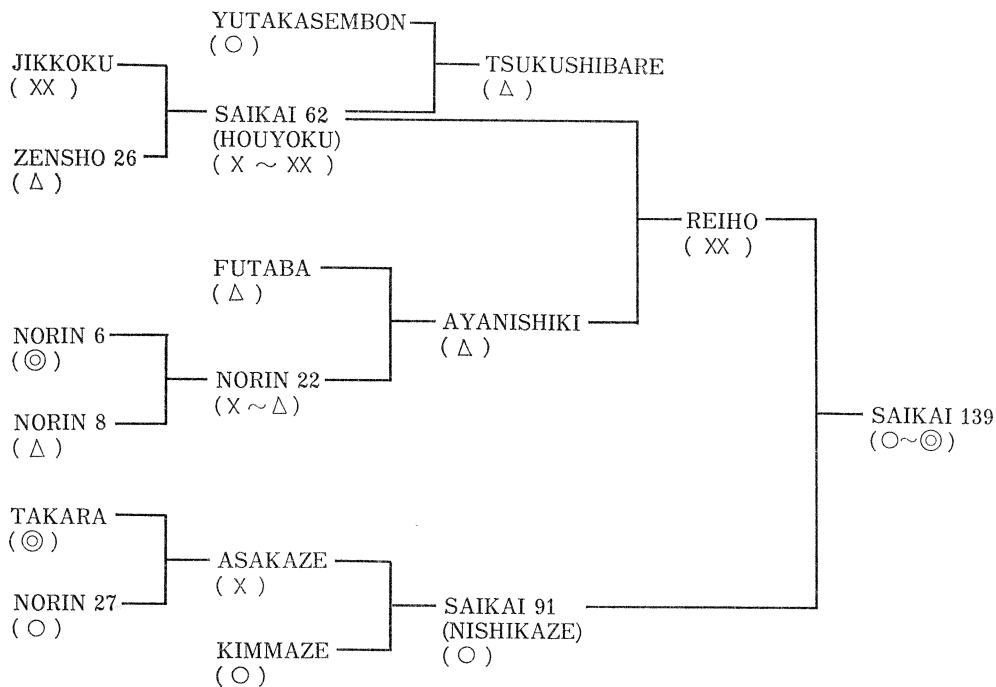 YUTAKASEMBON
(○)
JIKKOKU
(XX)
TSUKUSHIBARE
(△)
SAIKAI 62
(HOUYOKU)
(X ~ XX)
ZENSHO 26
(△)
REIHO
(XX)
FUTABA
(△)
NORIN 6
(◎)
AYANISHIKI
(△)
NORIN 22
(X~△)
NORIN 8
(△)
SAIKAI 139
(○~◎)
TAKARA
(◎)
ASAKAZE
(X)
NORIN 27
(○)
SAIKAI 91
(NISHIKAZE)
(○)
KIMMAZE
(○)